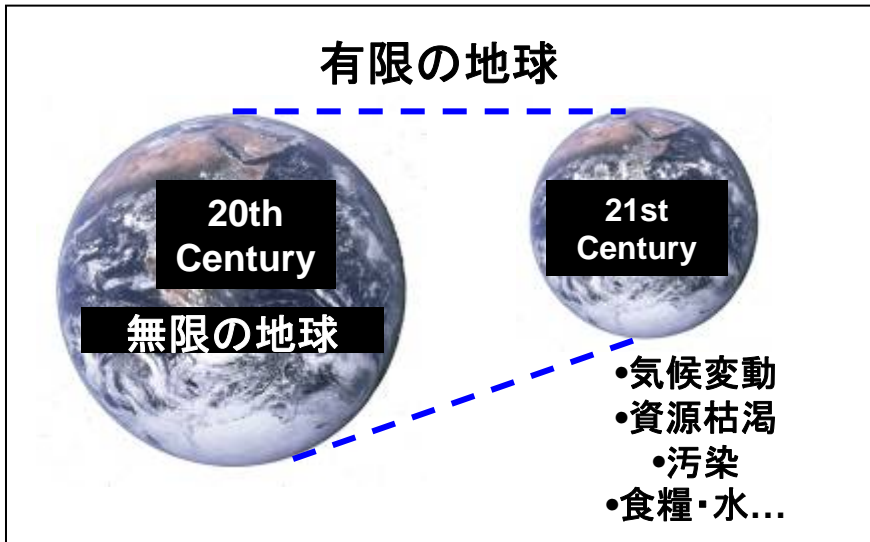 有限の地球
20th
Century
無限の地球
21st
Century
•気候変動
•資源枯渇
•汚染
•食糧・水...